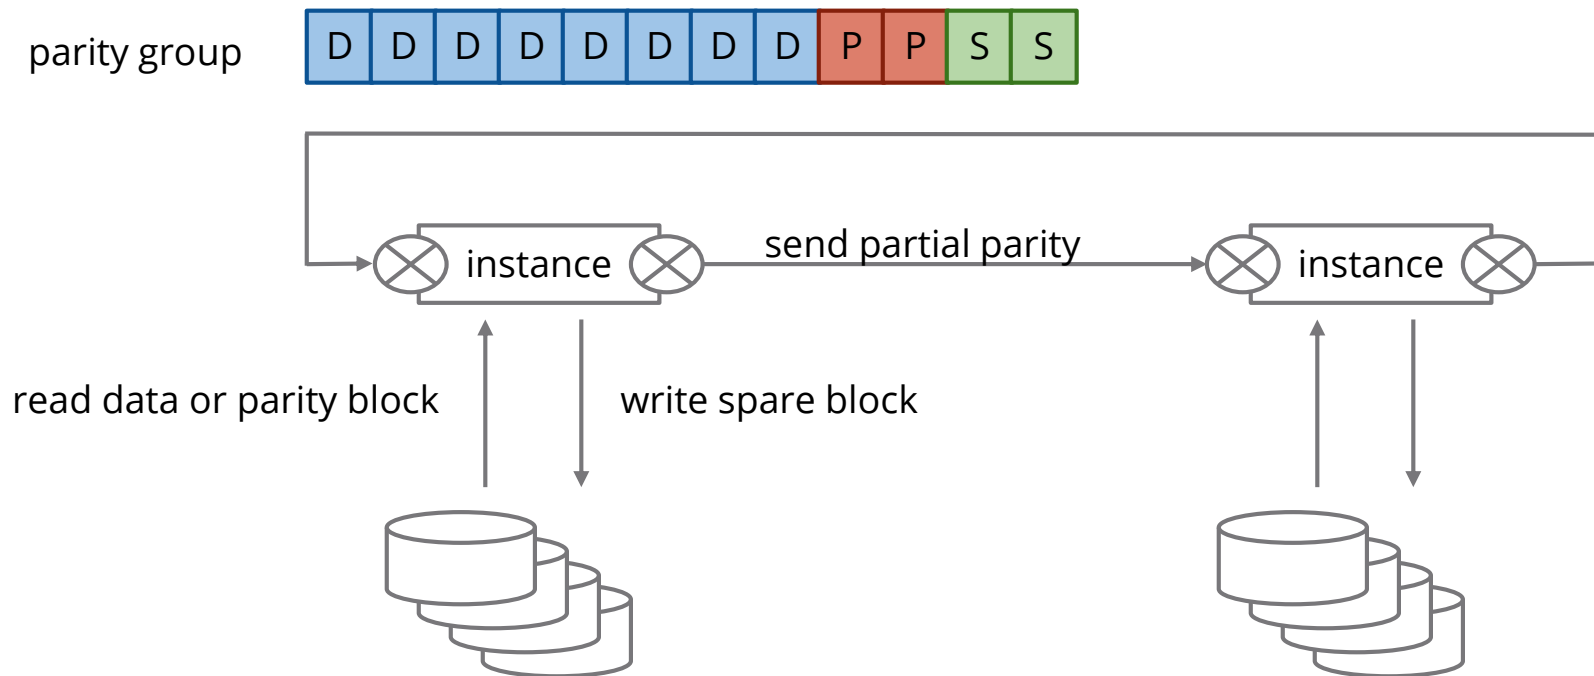 parity group D D D D D D D D P P S S
send partial parity
instance instance
read data or parity block write spare block